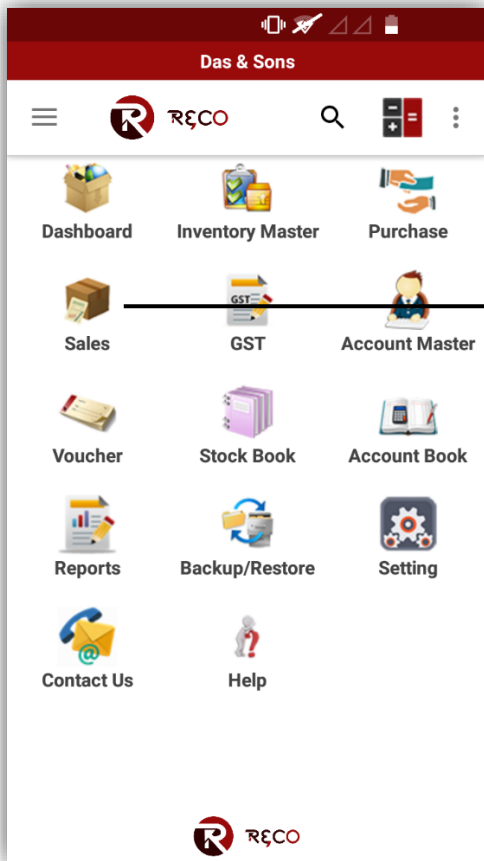 Das & Sons
RECO
Dashboard Inventory Master Purchase
GST
Sales GST Account Master
Voucher Stock Book Account Book
Reports Backup/Restore Setting
Contact Us Help
RECO